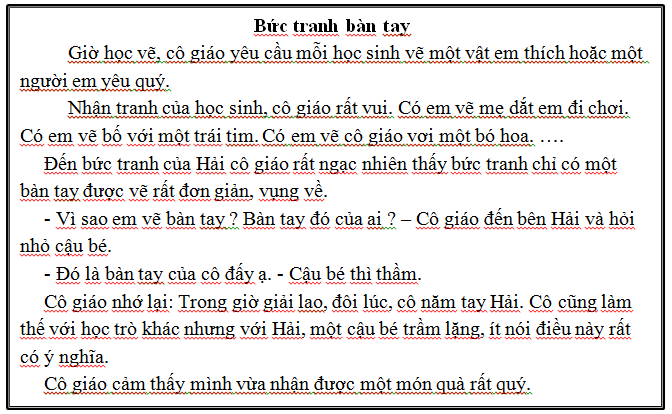 Bức tranh bàn tay
Giờ học vẽ, cô giáo yêu cầu mỗi học sinh vẽ một vật em thích hoặc một
người em yêu quý.
Nhận tranh của học sinh, cô giáo rất vui. Có em vẽ mẹ dắt em đi chơi.
Có em vẽ bố với một trái tim. Có em vẽ cô giáo vơi một bó hoa. ….
Đến bức tranh của Hải cô giáo rất ngạc nhiên thấy bức tranh chỉ có một
bàn tay được vẽ rất đơn giản, vụng về.
- Vì sao em vẽ bàn tay ? Bàn tay đó của ai ? – Cô giáo đến bên Hải và hỏi
nhỏ cậu bé.
- Đó là bàn tay của cô đấy ạ. - Cậu bé thì thầm.
Cô giáo nhớ lại: Trong giờ giải lao, đôi lúc, cô năm tay Hải. Cô cũng làm
thế với học trò khác nhưng với Hải, một cậu bé trầm lặng, ít nói điều này rất
có ý nghĩa.
Cô giáo cảm thấy mình vừa nhận được một món quà rất quý.